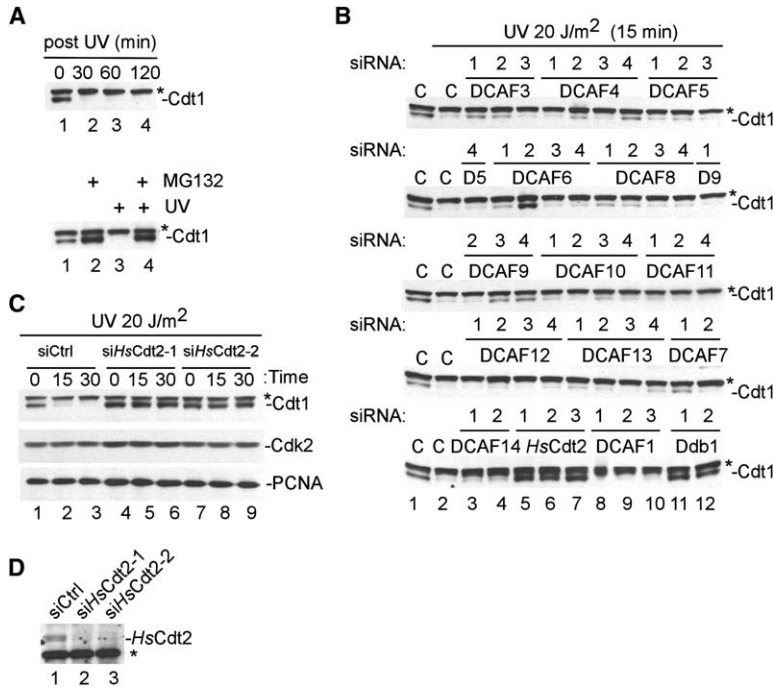 A
post UV (min)
0 30 60 120
*
-Cdt1
1 2 3 4
+ + MG132
+ + UV
*
-Cdt1
1 2 3 4
B
UV 20 J/m2 (15 min)
siRNA: 1 2 3 1 2 3 4 1 2 3
C C DCAF3 DCAF4 DCAF5
*
-Cdt1
siRNA: 4 1 2 3 4 1 2 3 4 1
C C D5 DCAF6 DCAF8 D9
*
-Cdt1
siRNA: 2 3 4 1 2 3 4 1 2 4
C C DCAF9 DCAF10 DCAF11
*
-Cdt1
siRNA: 1 2 3 4 1 2 3 4 1 2
C C DCAF12 DCAF13 DCAF7
*
-Cdt1
siRNA: 1 2 1 2 3 1 2 3 1 2
C C DCAF14 HsCdt2 DCAF1 Ddb1
*
-Cdt1
1 2 3 4 5 6 7 8 9 10 11 12
C
UV 20 J/m2
siCtrl siHsCdt2-1 siHsCdt2-2
0 15 30 0 15 30 0 15 30 :Time
*
-Cdt1
-Cdk2
-PCNA
1 2 3 4 5 6 7 8 9
D
siCtrl
siHsCdt2-1
siHsCdt2-2
-HsCdt2
*
1 2 3